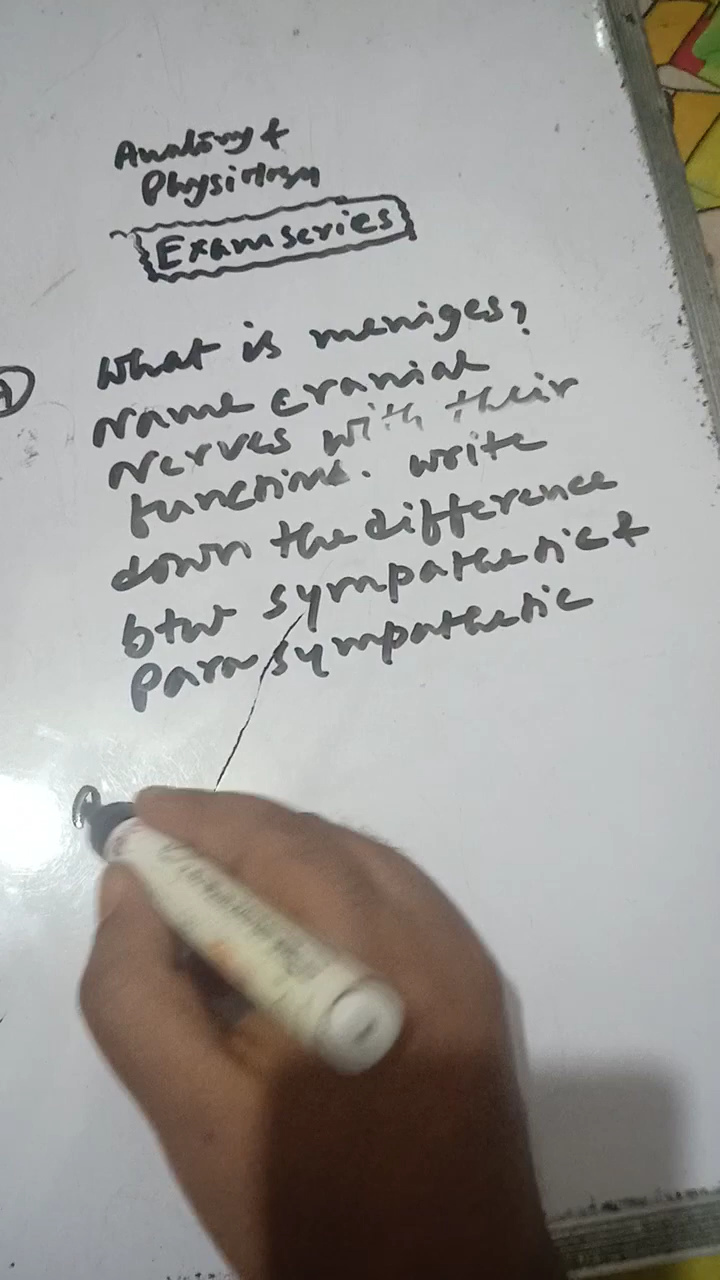 Anatomy &
Physiology
Exam series
What is meniges?
Name cranial
Nerves with their
functions. write
down the difference
btw sympathetic &
Parasympathetic